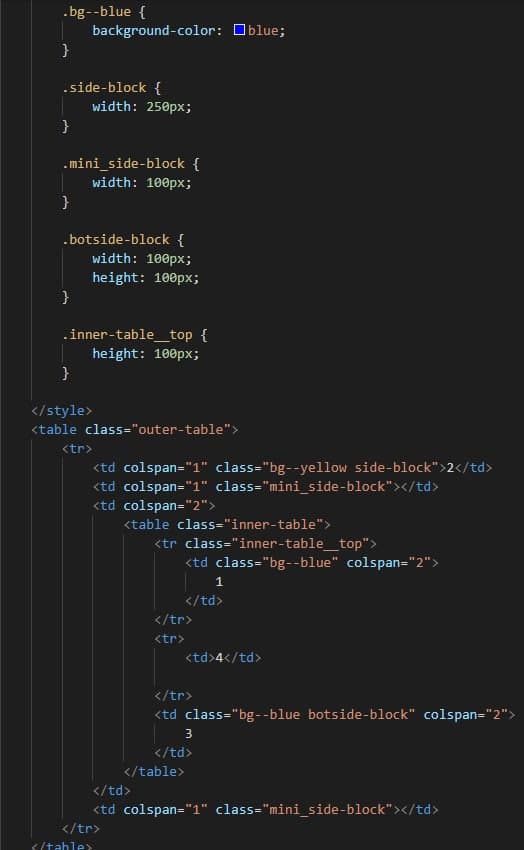 .bg--blue {
background-color: blue;
}
.side-block {
width: 250px;
}
.mini_side-block {
width: 100px;
}
.botside-block {
width: 100px;
height: 100px;
}
.inner-table__top {
height: 100px;
}
</style>
<table class="outer-table">
<tr>
<td colspan="1" class="bg--yellow side-block">2</td>
<td colspan="1" class="mini_side-block"></td>
<td colspan="2">
<table class="inner-table">
<tr class="inner-table__top">
<td class="bg--blue" colspan="2">
1
</td>
</tr>
<tr>
<td>4</td>
</tr>
<td class="bg--blue botside-block" colspan="2">
3
</td>
</table>
</td>
<td colspan="1" class="mini_side-block"></td>
</tr>
</table>